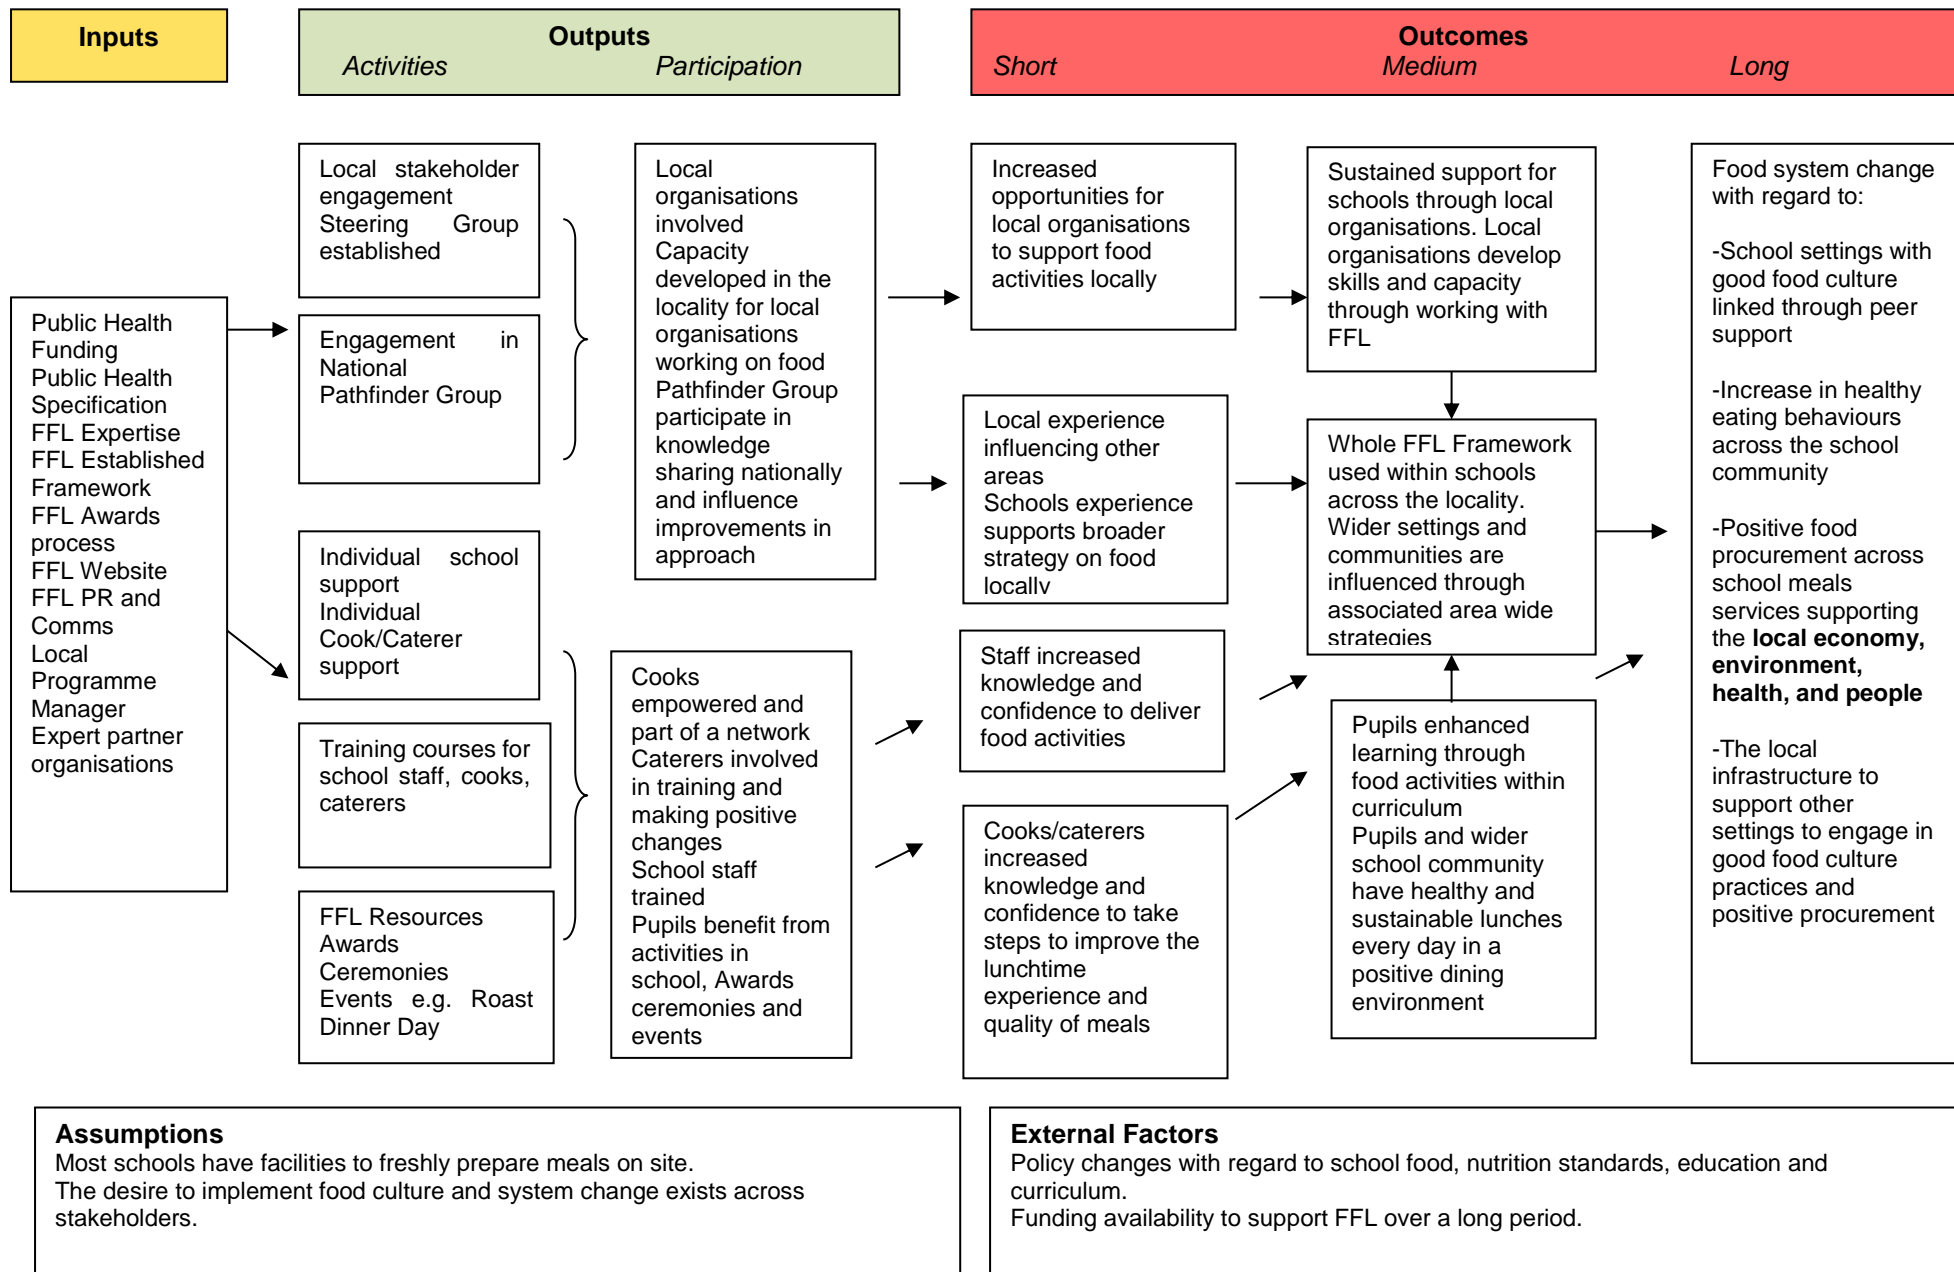 Inputs
Outputs
Activities Participation
Outcomes
Short Medium Long
Public Health
Funding
Public Health
Specification
FFL Expertise
FFL Established
Framework
FFL Awards
process
FFL Website
FFL PR and
Comms
Local
Programme
Manager
Expert partner
organisations
Local stakeholder
engagement
Steering Group
established
Engagement in
National
Pathfinder Group
Individual school
support
Individual
Cook/Caterer
support
Training courses for
school staff, cooks,
caterers
FFL Resources
Awards
Ceremonies
Events e.g. Roast
Dinner Day
Local
organisations
involved
Capacity
developed in the
locality for local
organisations
working on food
Pathfinder Group
participate in
knowledge
sharing nationally
and influence
improvements in
approach
Cooks
empowered and
part of a network
Caterers involved
in training and
making positive
changes
School staff
trained
Pupils benefit from
activities in
school, Awards
ceremonies and
events
Increased
opportunities for
local organisations
to support food
activities locally
Local experience
influencing other
areas
Schools experience
supports broader
strategy on food
locally
Staff increased
knowledge and
confidence to deliver
food activities
Cooks/caterers
increased
knowledge and
confidence to take
steps to improve the
lunchtime
experience and
quality of meals
Sustained support for
schools through local
organisations. Local
organisations develop
skills and capacity
through working with
FFL
Whole FFL Framework
used within schools
across the locality.
Wider settings and
communities are
influenced through
associated area wide
strategies
Pupils enhanced
learning through
food activities within
curriculum
Pupils and wider
school community
have healthy and
sustainable lunches
every day in a
positive dining
environment
Food system change
with regard to:
-School settings with
good food culture
linked through peer
support
-Increase in healthy
eating behaviours
across the school
community
-Positive food
procurement across
school meals
services supporting
the local economy,
environment,
health, and people
-The local
infrastructure to
support other
settings to engage in
good food culture
practices and
positive procurement
Assumptions
Most schools have facilities to freshly prepare meals on site.
The desire to implement food culture and system change exists across
stakeholders.
External Factors
Policy changes with regard to school food, nutrition standards, education and
curriculum.
Funding availability to support FFL over a long period.